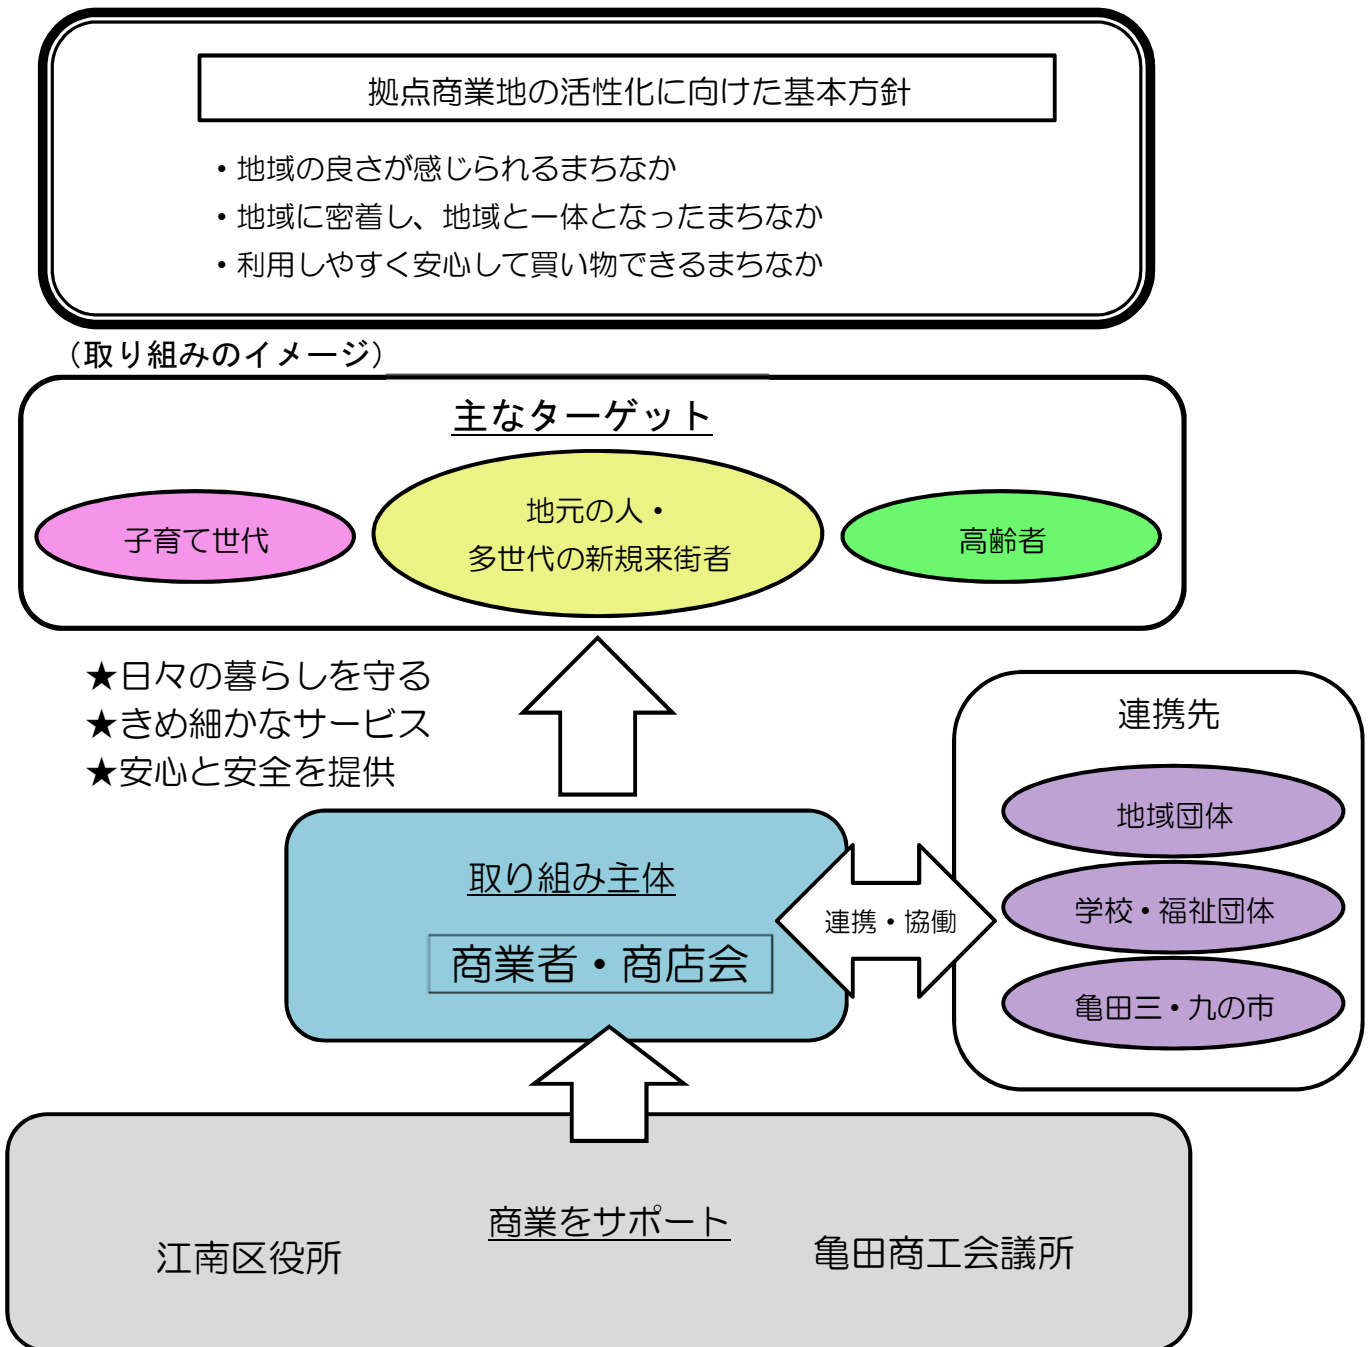 拠点商業地の活性化に向けた基本方針
・地域の良さが感じられるまちなか
・地域に密着し、地域と一体となったまちなか
・利用しやすく安心して買い物できるまちなか
（取り組みのイメージ）
主なターゲット
子育て世代
地元の人・
多世代の新規来街者
高齢者
★日々の暮らしを守る
★きめ細かなサービス
★安心と安全を提供
連携先
地域団体
学校・福祉団体
亀田三・九の市
取り組み主体
商業者・商店会
連携・協働
商業をサポート
江南区役所
亀田商工会議所